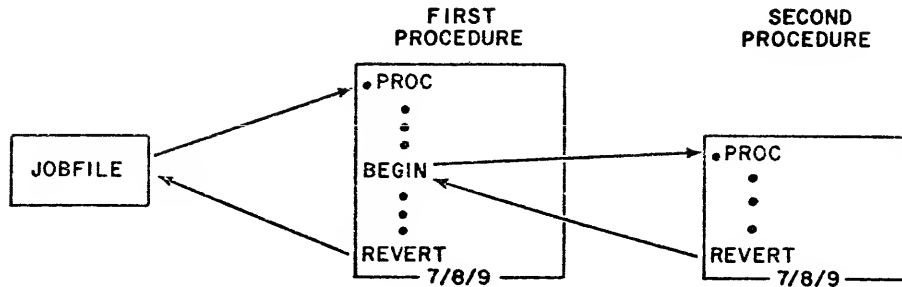 FIRST
PROCEDURE
SECOND
PROCEDURE
JOBFILE
•PROC
BEGIN
REVERT
7/8/9
•PROC
REVERT
7/8/9